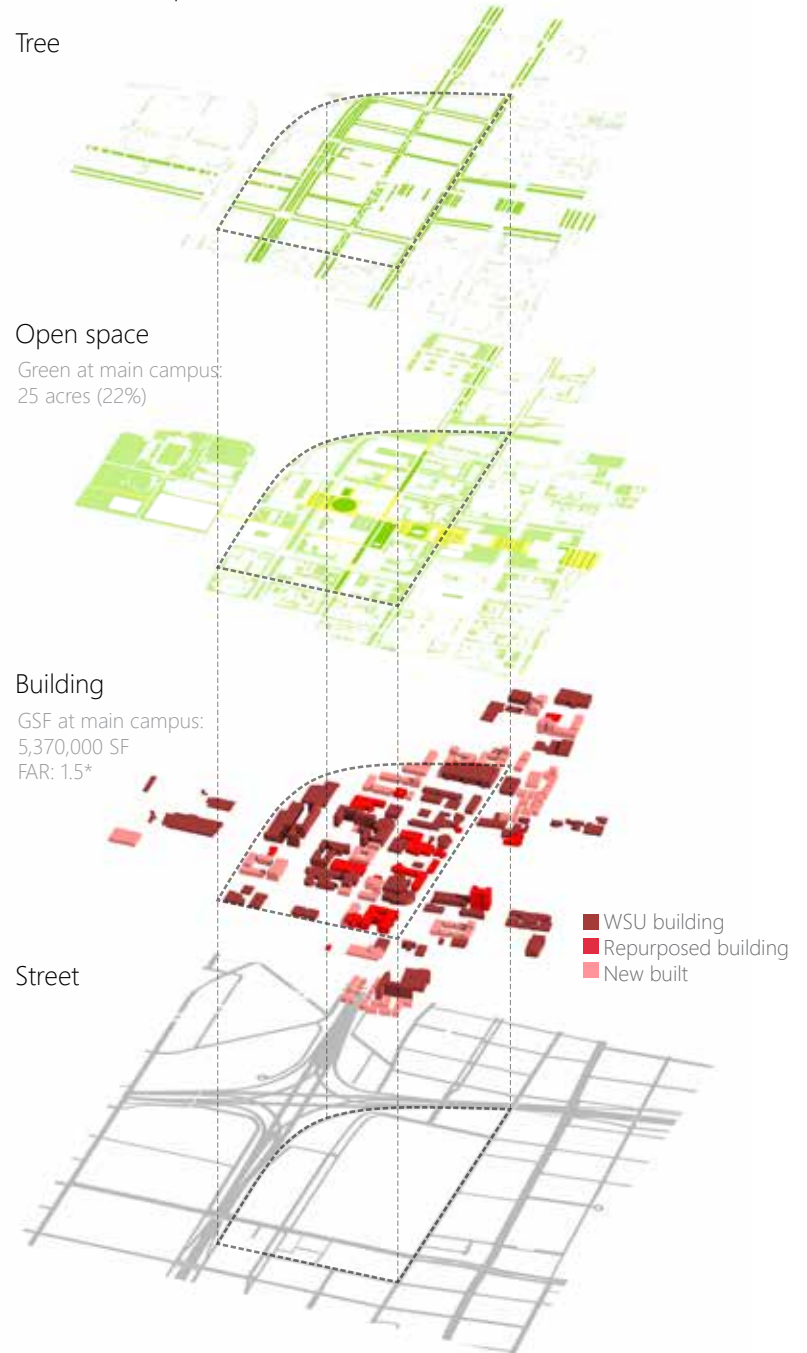 Tree
Open space
Green at main campus:
25 acres (22%)
Building
GSF at main campus:
5,370,000 SF
FAR: 1.5*
WSU building
Repurposed building
New built
Street